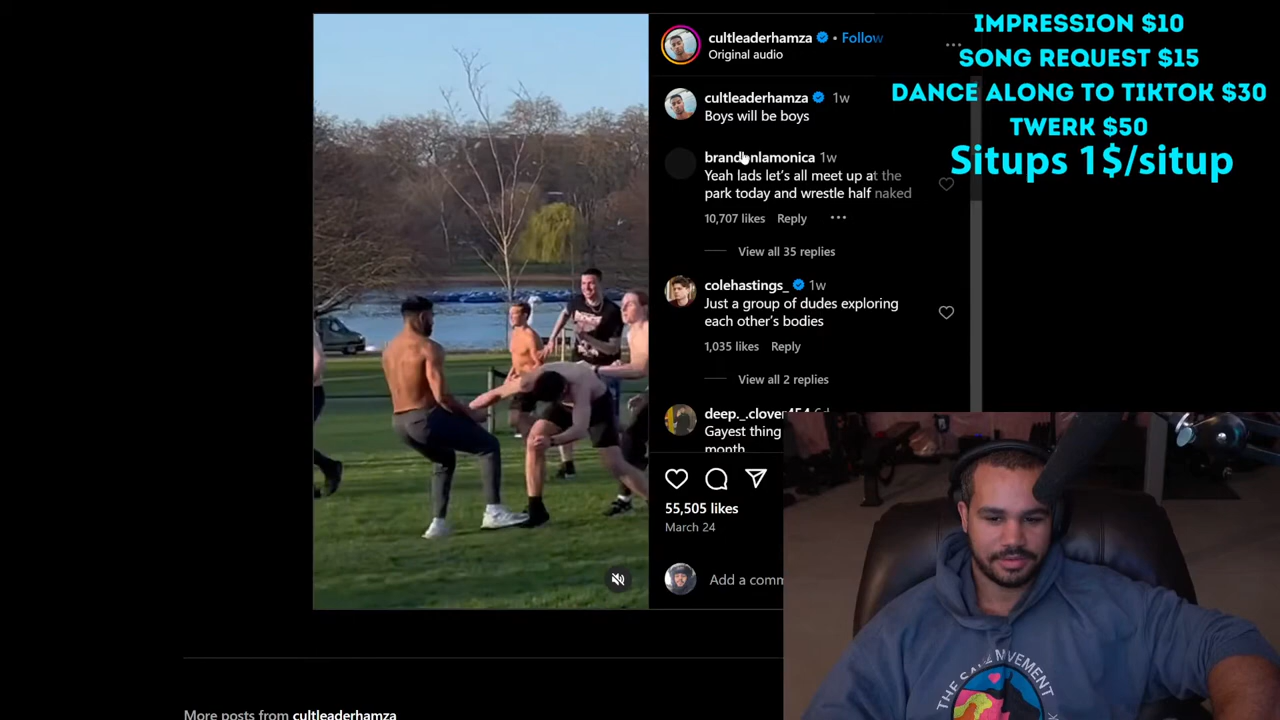 IMPRESSION $10
SONG REQUEST $15
DANCE ALONG TO TIKTOK $30
TWERK $50
Situps 1$/situp
cultleaderhamza • Follow
Original audio
cultleaderhamza 1w
Boys will be boys
brandonlamonica 1w
Yeah lads let's all meet up at the
park today and wrestle half naked
10,707 likes Reply
View all 35 replies
colehastings_ 1w
Just a group of dudes exploring
each other's bodies
1,035 likes Reply
View all 2 replies
Gayest thing
month
55,505 likes
March 24
Add a comm
More posts from cultleaderhamza
THE